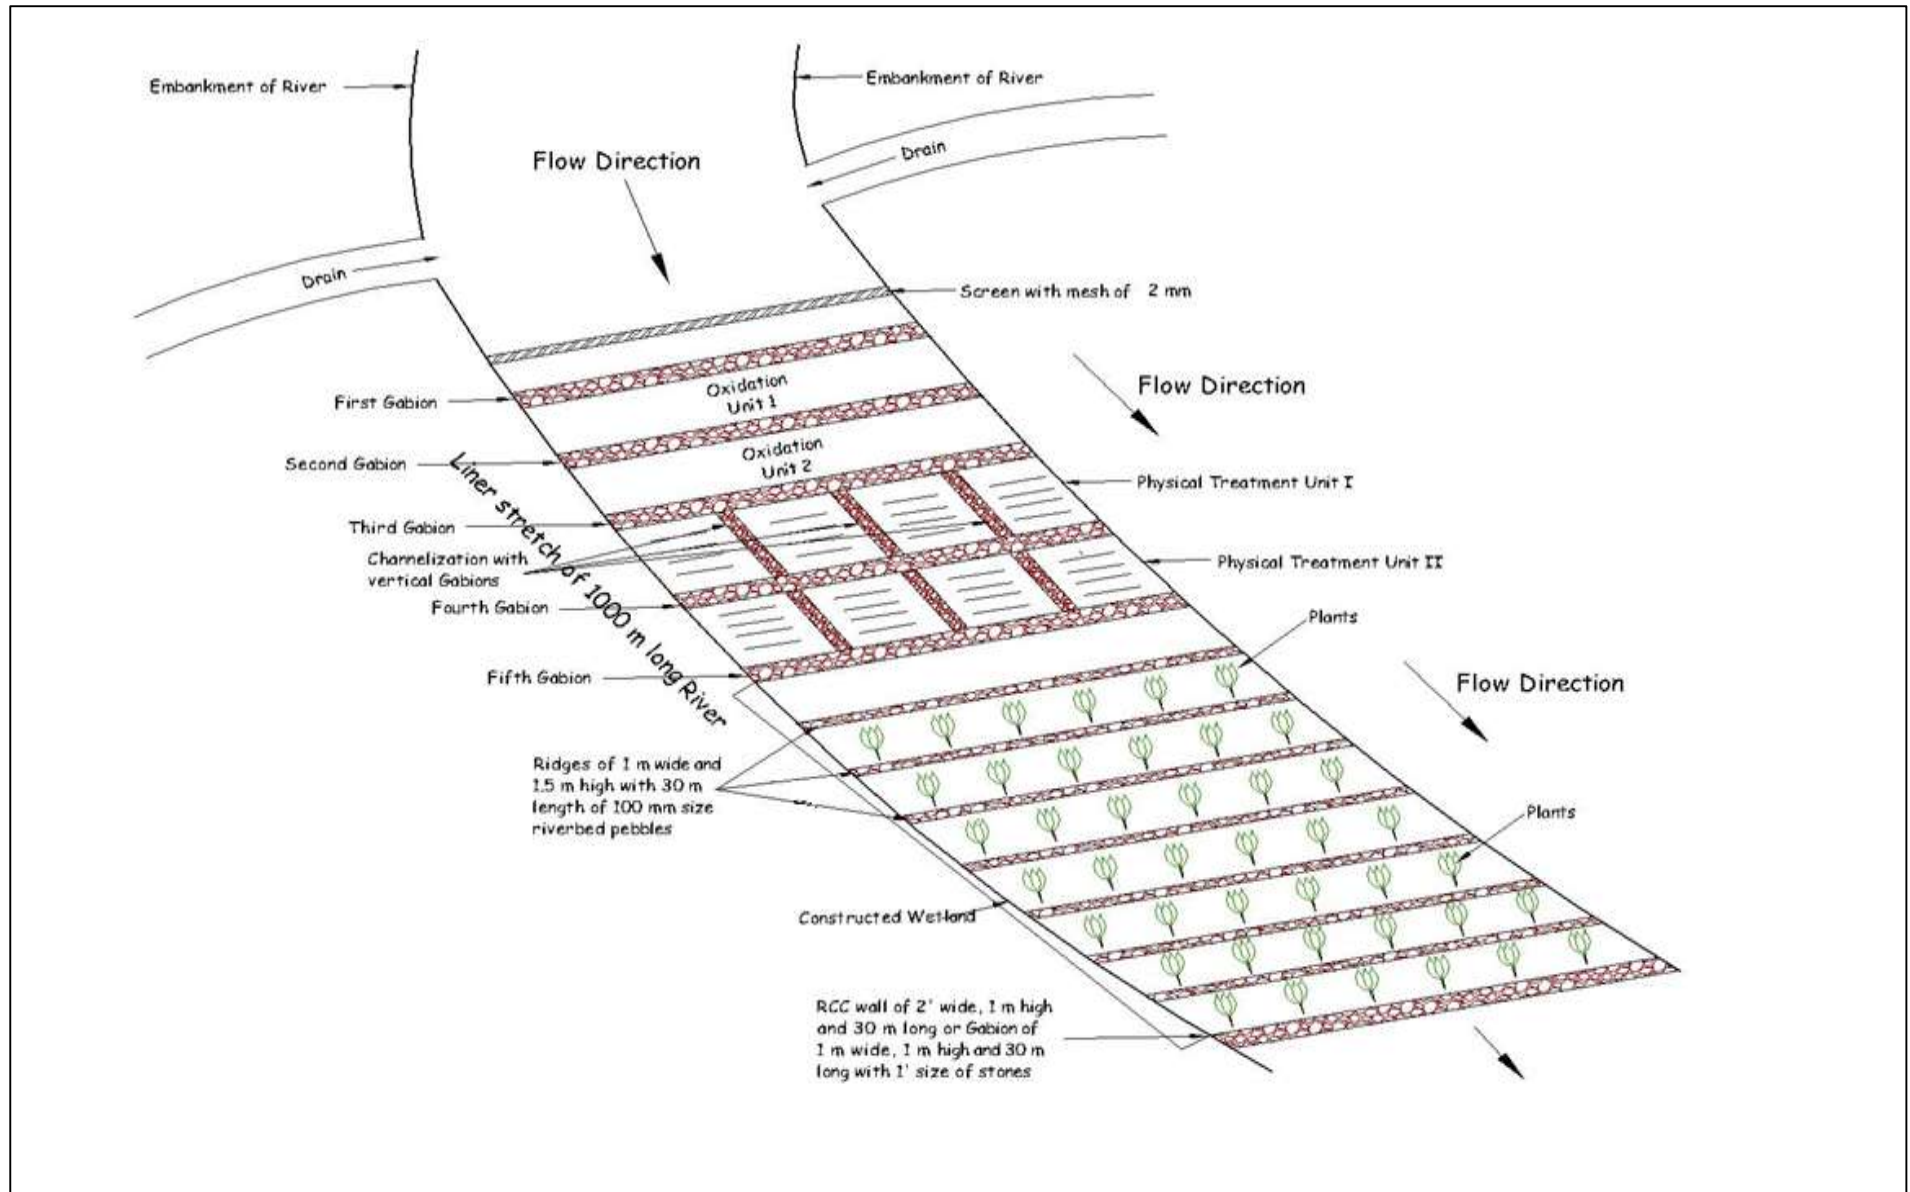 Embankment of River
Embankment of River
Drain
Flow Direction
Drain
Screen with mesh of 2 mm
First Gabion
Oxidation
Unit 1
Flow Direction
Second Gabion
Oxidation
Unit 2
Physical Treatment Unit I
Liner stretch of 1000 m long River
Third Gabion
Channelization with
vertical Gabions
Physical Treatment Unit II
Fourth Gabion
Plants
Fifth Gabion
Flow Direction
Ridges of 1 m wide and
1.5 m high with 30 m
length of 100 mm size
riverbed pebbles
Plants
Constructed Wetland
RCC wall of 2' wide, 1 m high
and 30 m long or Gabion of
1 m wide, 1 m high and 30 m
long with 1' size of stones